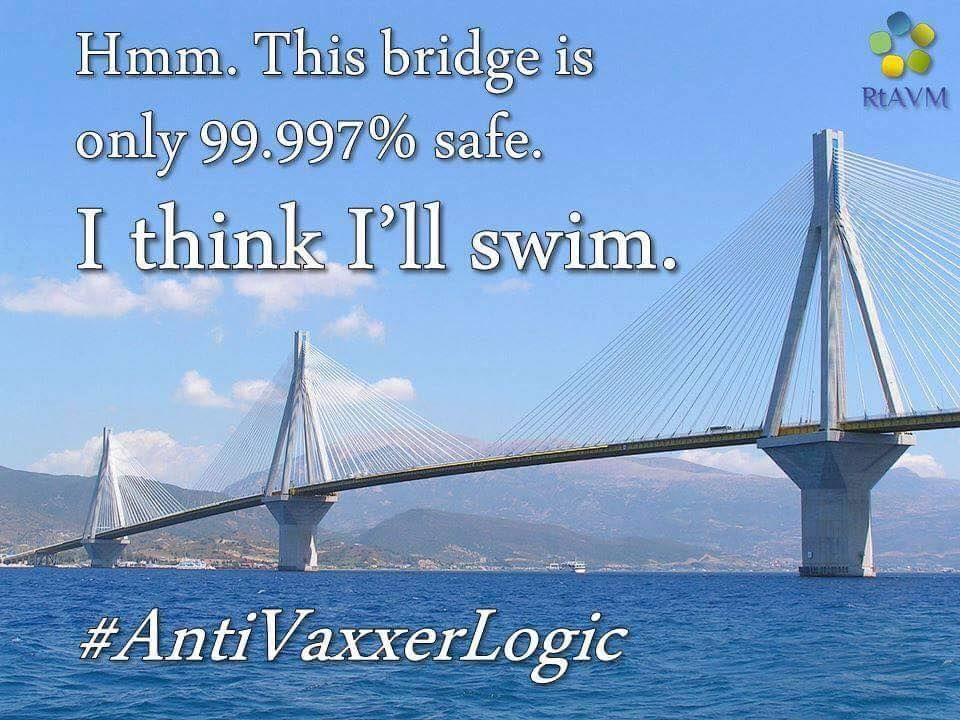 Hmm. This bridge is
only 99.997% safe.
I think I'll swim.
RtAVM
#AntiVaxxerLogic